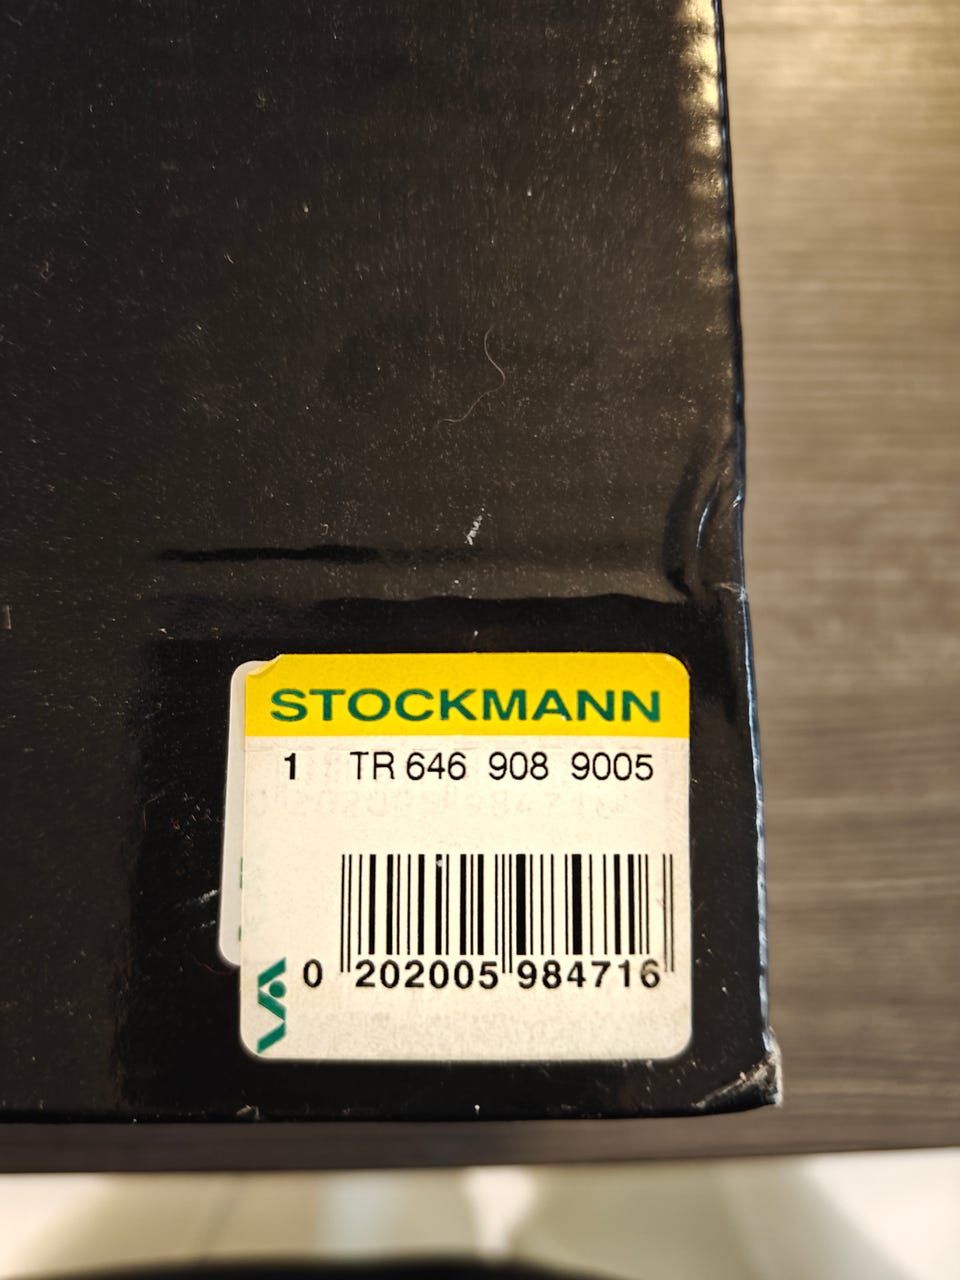 STOCKMANN
1 TR 646 908 9005
0 202005 984716